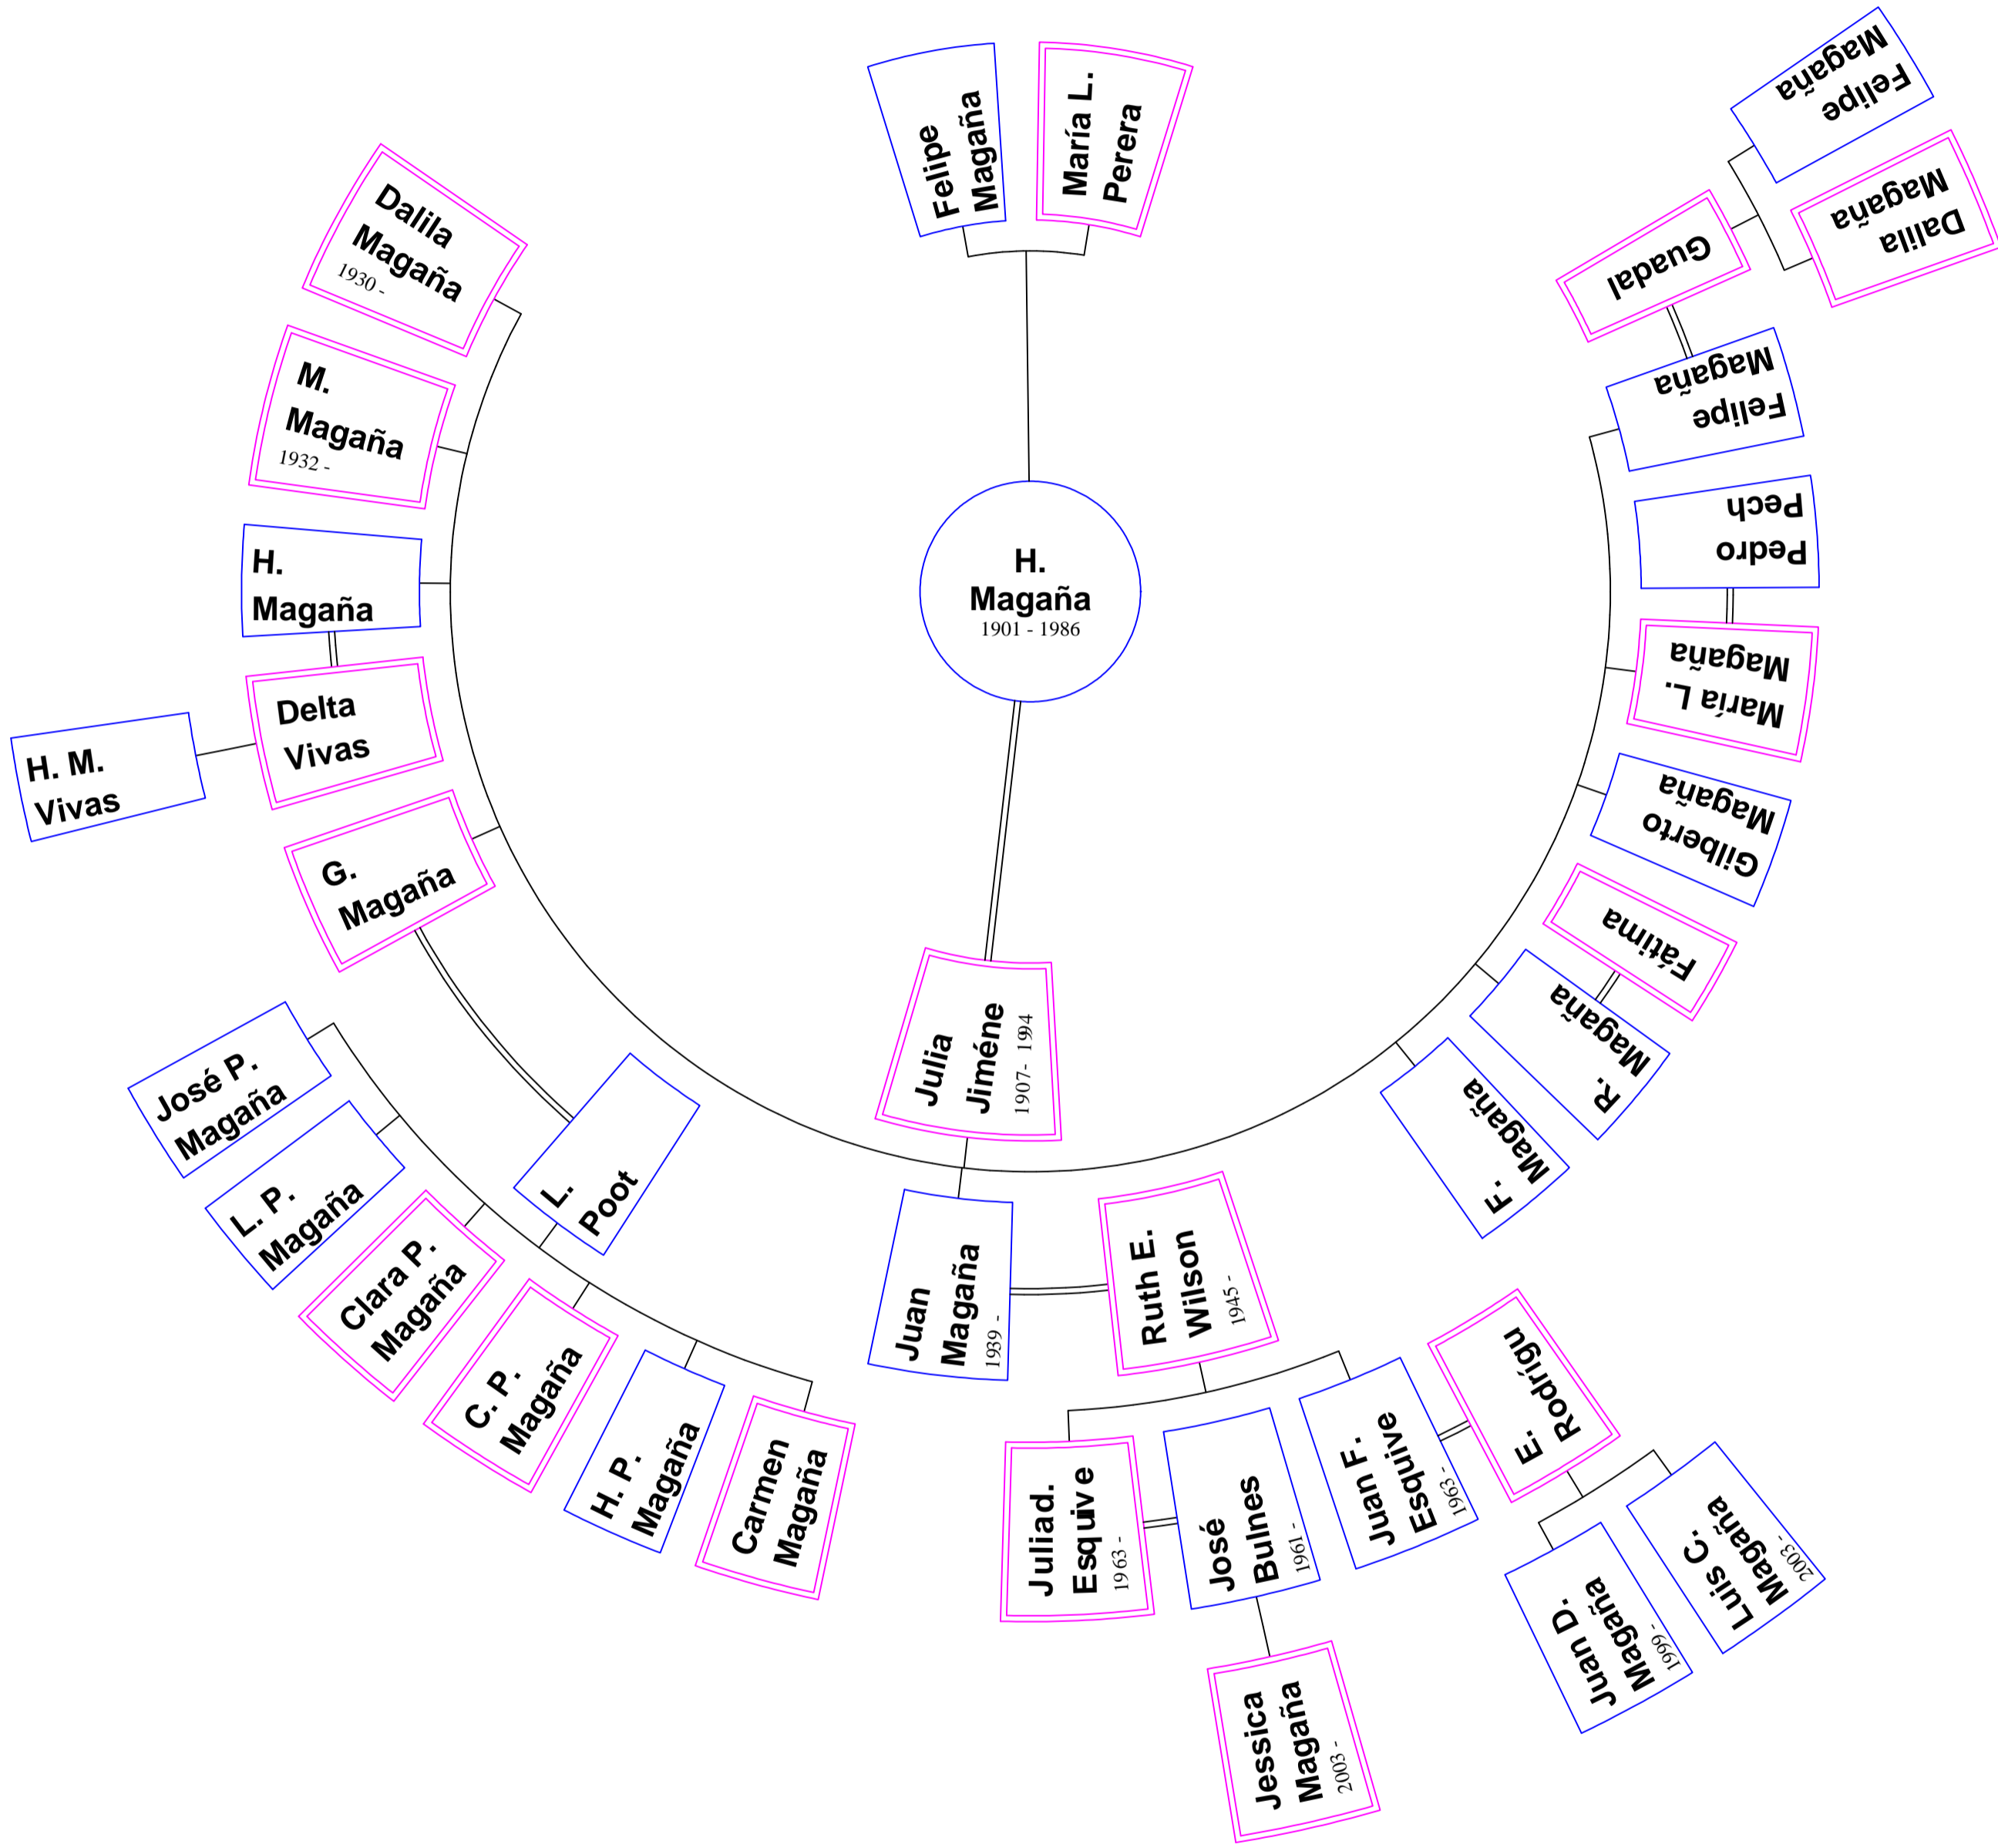 Felipe
Magaña
María L.
Perera
H.
Magaña
1901 - 1986
Julia
Jiméne
1907- 1994
Dalila
Magaña
1930 -
M.
Magaña
1932 -
H.
Magaña
Delta
Vivas
H. M.
Vivas
G.
Magaña
L.
Poot
José P.
Magaña
L. P.
Magaña
Clara P.
Magaña
C. P.
Magaña
H. P.
Magaña
Carmen
Magaña
Juan
Magaña
1939 -
Ruth E.
Wilson
1945 -
Juliad.
Esquive
1963 -
José
Bulnes
1961 -
Jessica
Magaña
2003 -
Juan F.
Esquive
1963 -
E.
Rodrígu
Juan D.
Magaña
1999 -
Luis C.
Magaña
2003 -
F.
Magaña
R.
Magaña
Fátima
Gilberto
Magaña
María L.
Magaña
Pedro
Pech
Felipe
Magaña
Guadal
Dalila
Magaña
Felipe
Magaña